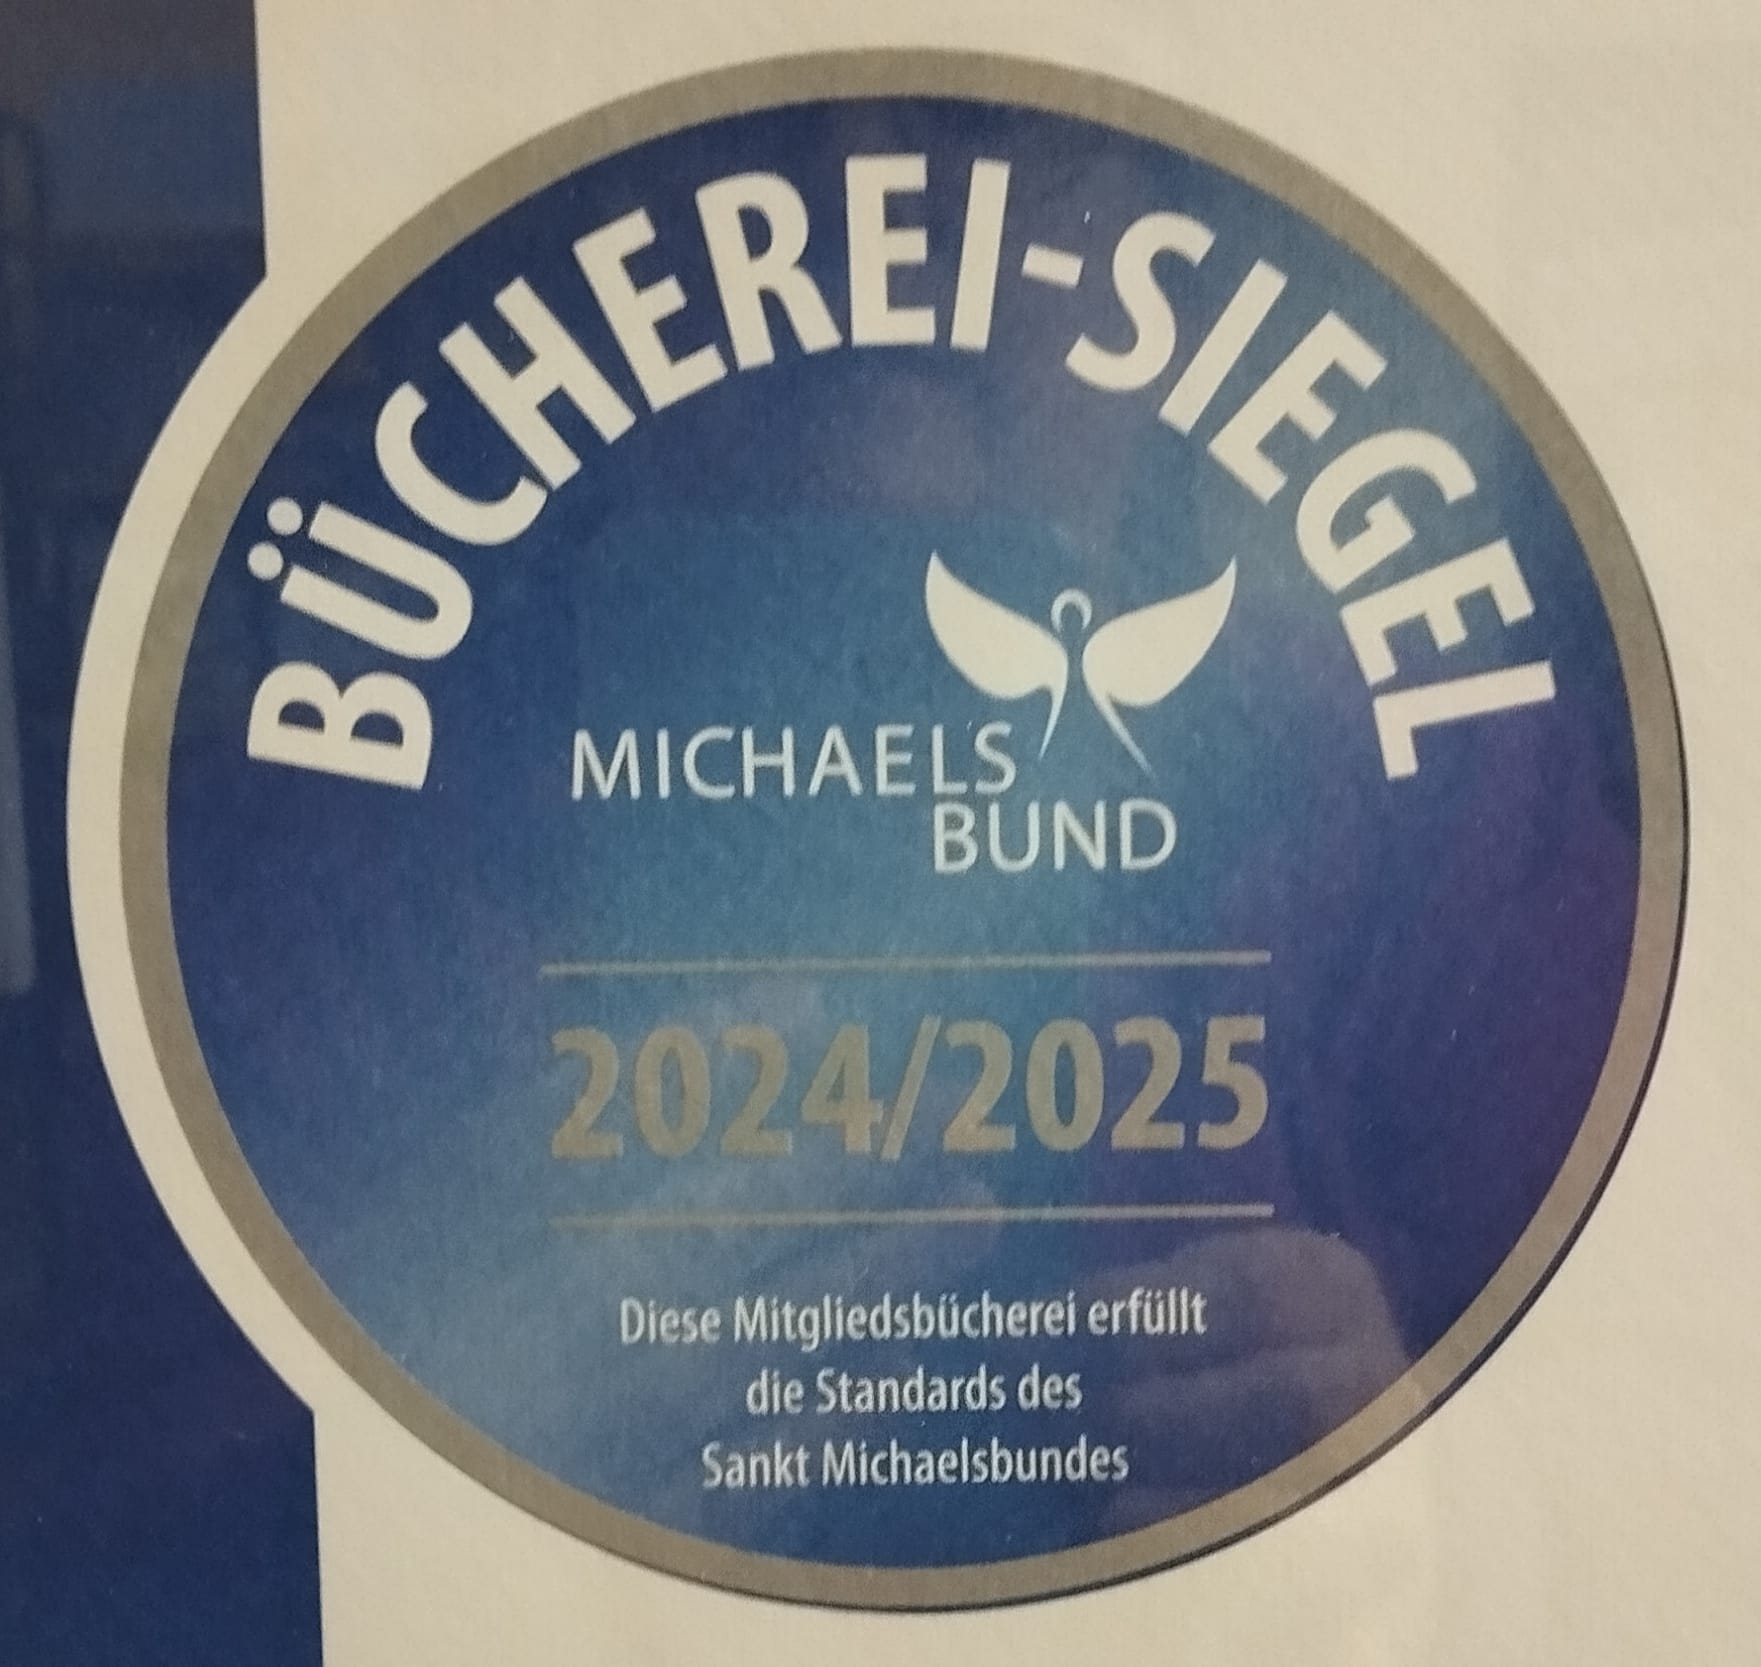 BÜCHEREI-SIEGEL
MICHAELS
BUND
2024/2025
Diese Mitgliedsbücherei erfüllt
die Standards des
Sankt Michaelsbundes